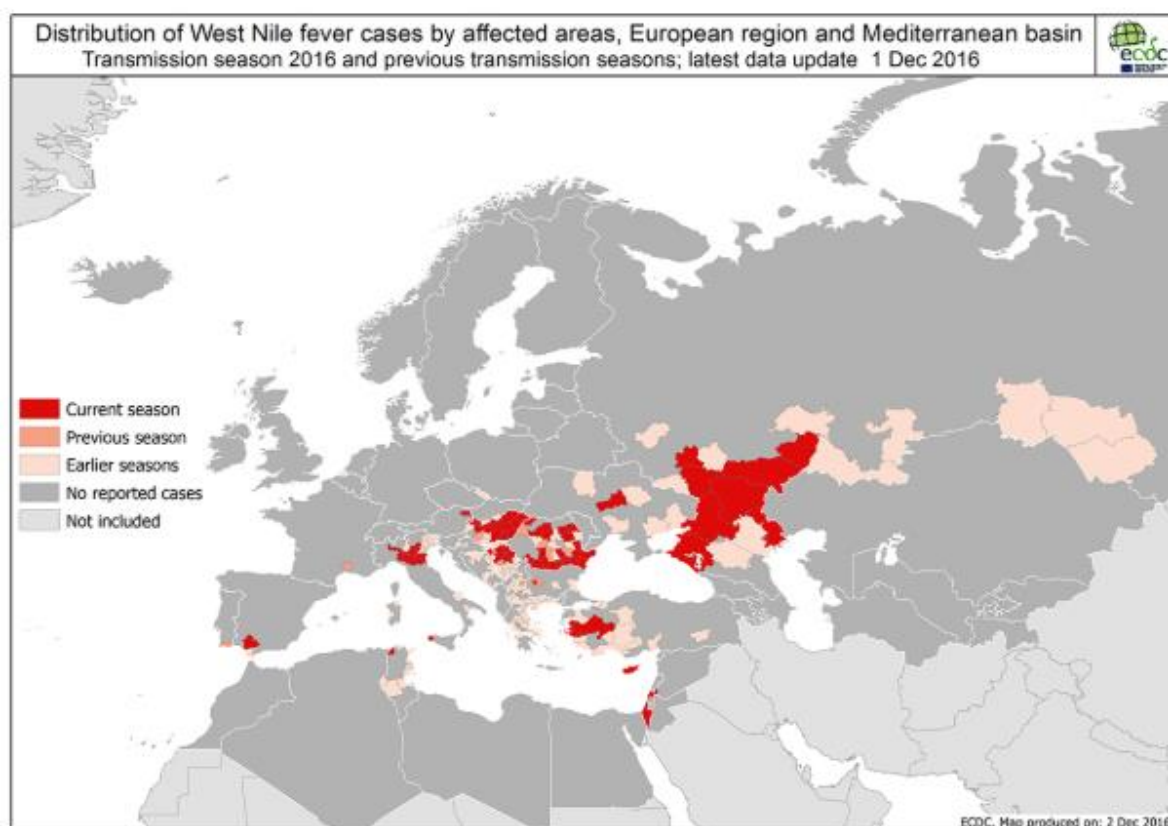 Distribution of West Nile fever cases by affected areas, European region and Mediterranean basin
Transmission season 2016 and previous transmission seasons; latest data update 1 Dec 2016
ecdc
Current season
Previous season
Earlier seasons
No reported cases
Not included
ECDC. Map produced on: 2 Dec 2016